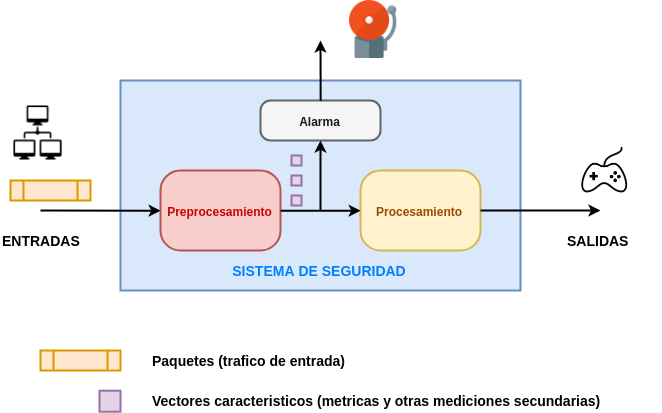 Alarma
Preprocesamiento
Procesamiento
ENTRADAS
SALIDAS
SISTEMA DE SEGURIDAD
Paquetes (trafico de entrada)
Vectores caracteristicos (metricas y otras mediciones secundarias)